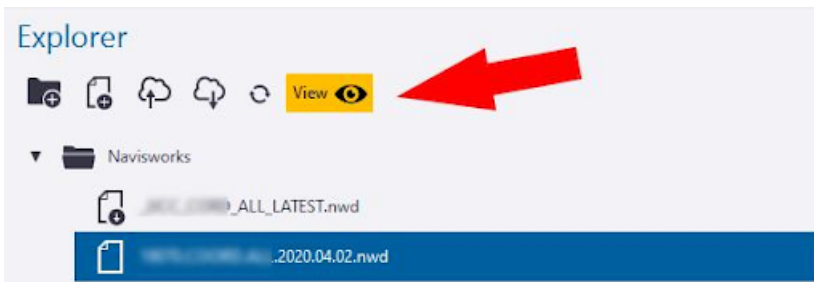 Explorer
View
Navisworks
_ALL_LATEST.nwd
.2020.04.02.nwd